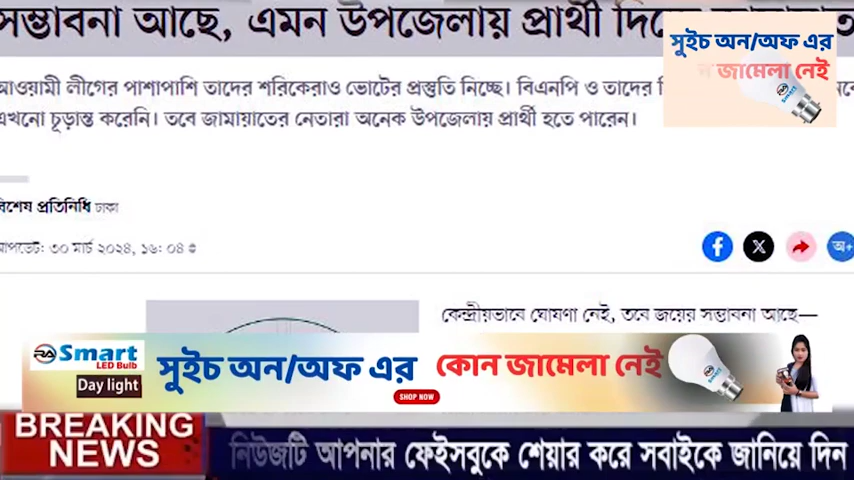 সম্ভাবনা আছে, এমন উপজেলায় প্রার্থী
সুইচ অন/অফ এর
জামেলা নেই
আওয়ামী লীগের পাশাপাশি তাদের শরিকেরাও ভোটের প্রস্তুতি নিচ্ছে। বিএনপি ও তাদের
এখনো চূড়ান্ত করেনি। তবে জামায়াতের নেতারা অনেক উপজেলায় প্রার্থী হতে পারেন।
বিশেষ প্রতিনিধি ঢাকা
আপডেট: ৩০ মার্চ ২০২৪, ১৬: ০৪
অ+
কেন্দ্রীয়ভাবে ঘোষণা নেই, তবে জয়ের সম্ভাবনা আছে—
RA Smart
LED Bulb
Day light
সুইচ অন/অফ এর কোন জামেলা নেই
SHOP NOW
BREAKING
NEWS
নিউজটি আপনার ফেইসবুকে শেয়ার করে সবাইকে জানিয়ে দিন